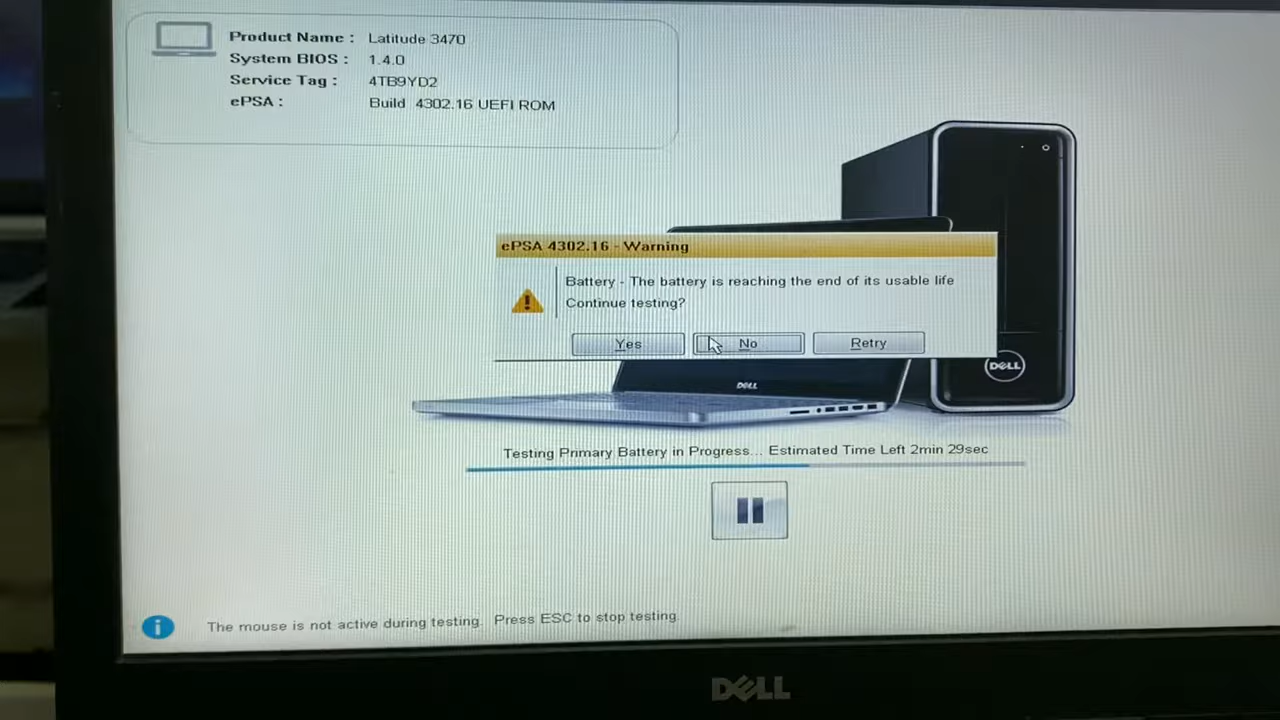 Product Name : Latitude 3470
System BIOS : 1.4.0
Service Tag : 4TB9YD2
ePSA : Build 4302.16 UEFI ROM
ePSA 4302.16 - Warning
Battery - The battery is reaching the end of its usable life
Continue testing?
Yes No Retry
DELL
DELL
Testing Primary Battery in Progress... Estimated Time Left 2min 29sec
The mouse is not active during testing. Press ESC to stop testing.
DELL